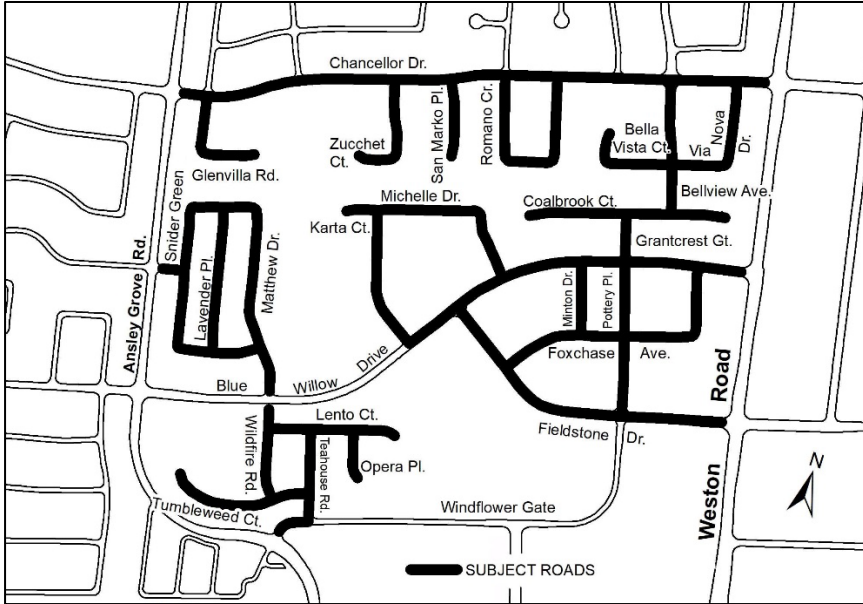 Chancellor Dr.
Zucchet
Ct.
San Marko Pl.
Romano Cr.
Bella
Vista Ct.
Via
Nova
Dr.
Glenvilla Rd.
Bellview Ave.
Snider Green
Michelle Dr.
Coalbrook Ct.
Karta Ct.
Grantcrest Gt.
Ansley Grove Rd.
Lavender Pl.
Matthew Dr.
Minton Dr.
Pottery Pl.
Foxchase Ave.
Blue Willow Drive
Lento Ct.
Fieldstone Dr.
Wildfire Rd.
Teahouse Rd.
Opera Pl.
Tumbleweed Ct.
Windflower Gate
Weston Road
N
SUBJECT ROADS